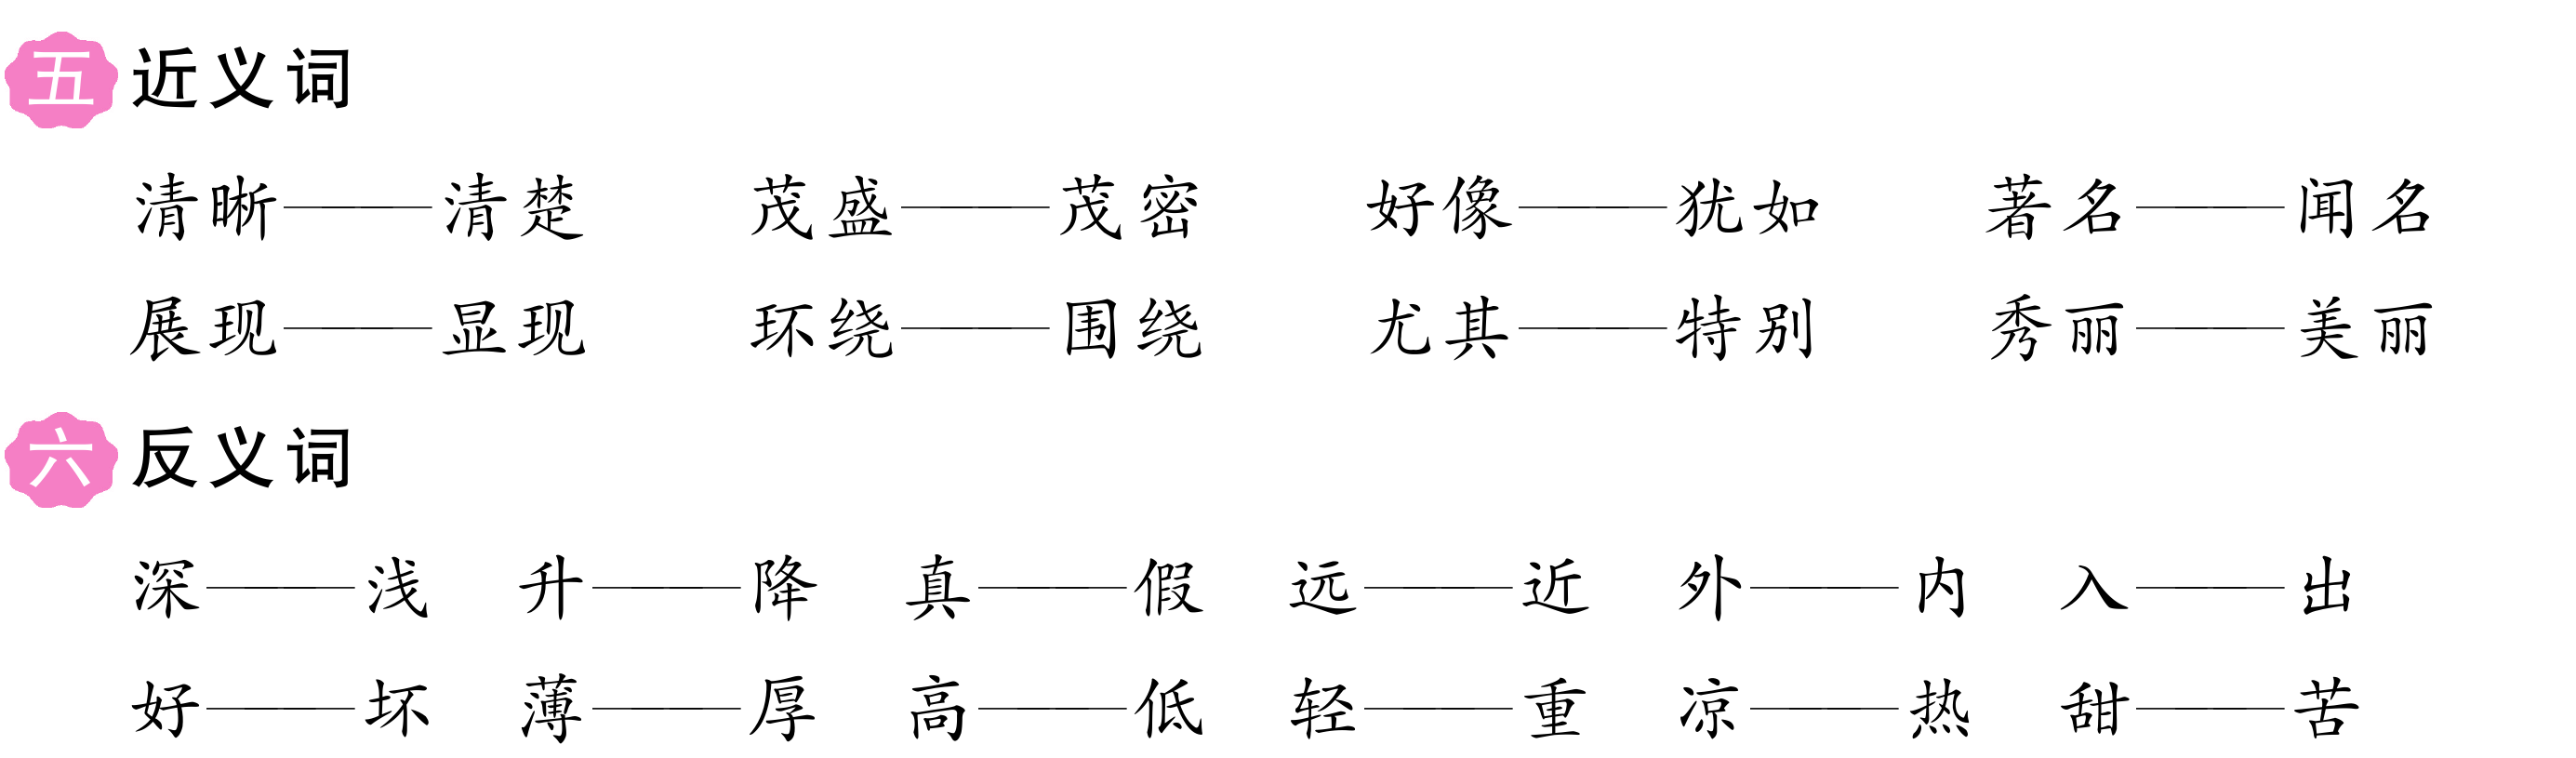 五 近义词
清晰——清楚 茂盛——茂密 好像——犹如 著名——闻名
展现——显现 环绕——围绕 尤其——特别 秀丽——美丽
六 反义词
深——浅 升——降 真——假 远——近 外——内 入——出
好——坏 薄——厚 高——低 轻——重 凉——热 甜——苦